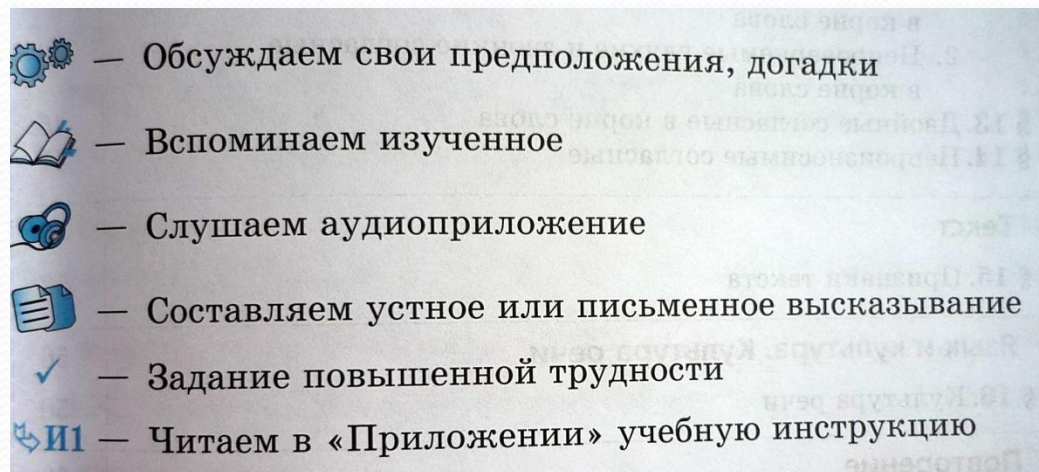 — Обсуждаем свои предположения, догадки
— Вспоминаем изученное
— Слушаем аудиоприложение
— Составляем устное или письменное высказывание
— Задание повышенной трудности
И1 — Читаем в «Приложении» учебную инструкцию